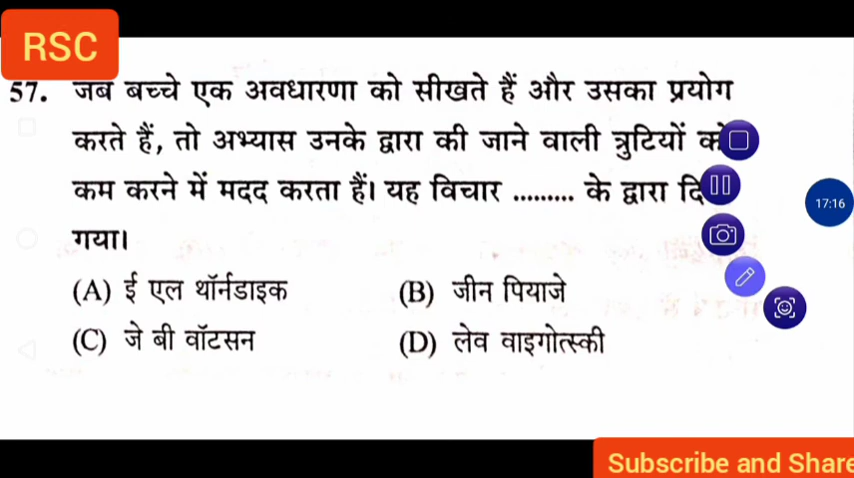 RSC
57. जब बच्चे एक अवधारणा को सीखते हैं और उसका प्रयोग
करते हैं, तो अभ्यास उनके द्वारा की जाने वाली त्रुटियों को
कम करने में मदद करता हैं। यह विचार ......... के द्वारा दि
17:16
गया।
(A) ई एल थॉर्नडाइक (B) जीन पियाजे
(C) जे बी वॉटसन (D) लेव वाइगोत्स्की
Subscribe and Share